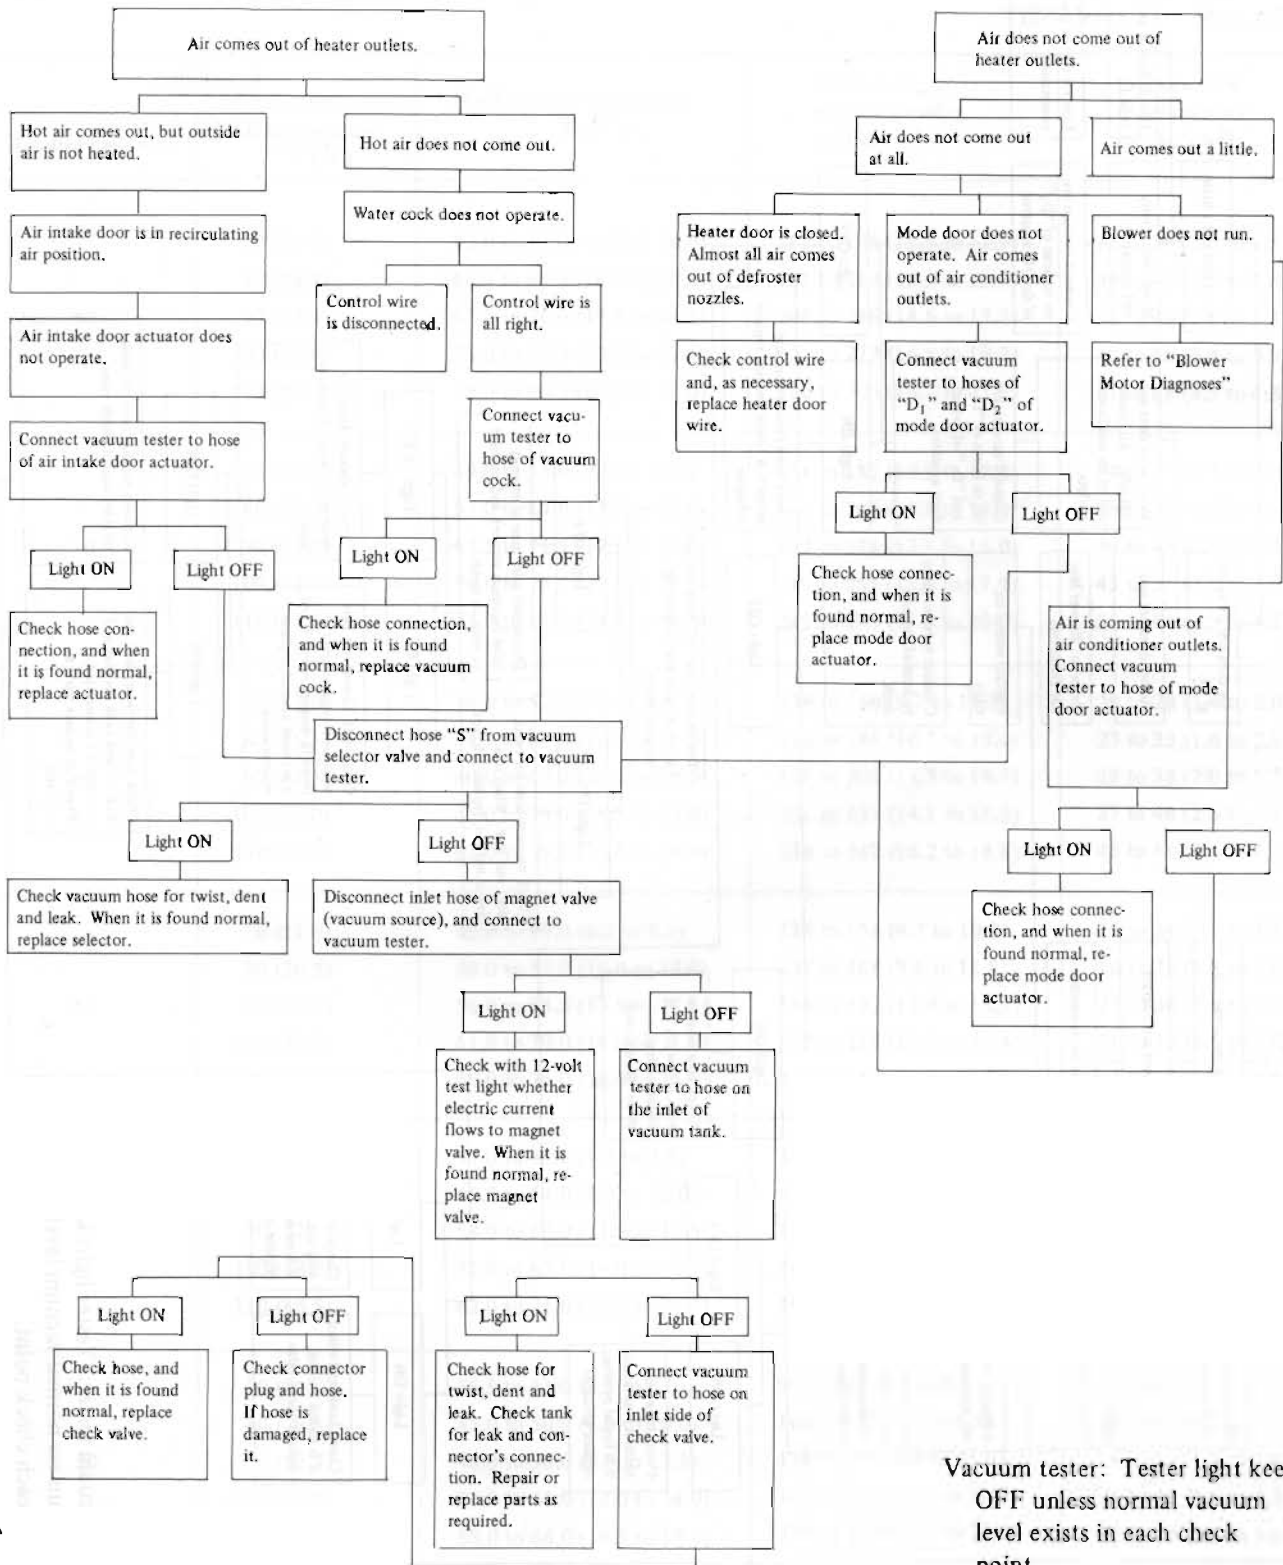 Air comes out of heater outlets.
Air does not come out of
heater outlets.
Hot air comes out, but outside
air is not heated.
Hot air does not come out.
Air does not come out
at all.
Air comes out a little.
Air intake door is in recirculating
air position.
Water cock does not operate.
Heater door is closed.
Almost all air comes
out of defroster
nozzles.
Mode door does not
operate. Air comes
out of air conditioner
outlets.
Blower does not run.
Air intake door actuator does
not operate.
Control wire
is disconnected.
Control wire is
all right.
Check control wire
and, as necessary,
replace heater door
wire.
Connect vacuum
tester to hoses of
“D1” and “D2” of
mode door actuator.
Refer to “Blower
Motor Diagnoses”
Connect vacuum tester to hose
of air intake door actuator.
Connect vacu-
um tester to
hose of vacuum
cock.
Light ON
Light OFF
Light ON
Light OFF
Light ON
Light OFF
Check hose con-
nection, and when
it is found normal,
replace actuator.
Check hose connection,
and when it is found
normal, replace vacuum
cock.
Check hose connec-
tion, and when it is
found normal, re-
place mode door
actuator.
Air is coming out of
air conditioner outlets.
Connect vacuum
tester to hose of mode
door actuator.
Disconnect hose “S” from vacuum
selector valve and connect to vacuum
tester.
Light ON
Light OFF
Light ON
Light OFF
Check vacuum hose for twist, dent
and leak. When it is found normal,
replace selector.
Disconnect inlet hose of magnet valve
(vacuum source), and connect to
vacuum tester.
Check hose connec-
tion, and when it is
found normal, re-
place mode door
actuator.
Light ON
Light OFF
Check with 12-volt
test light whether
electric current
flows to magnet
valve. When it is
found normal, re-
place magnet
valve.
Connect vacuum
tester to hose on
the inlet of
vacuum tank.
Light ON
Light OFF
Light ON
Light OFF
Check hose, and
when it is found
normal, replace
check valve.
Check connector
plug and hose.
If hose is
damaged, replace
it.
Check hose for
twist, dent and
leak. Check tank
for leak and con-
nector's connec-
tion. Repair or
replace parts as
required.
Connect vacuum
tester to hose on
inlet side of
check valve.
Vacuum tester: Tester light kee
OFF unless normal vacuum
level exists in each check
point